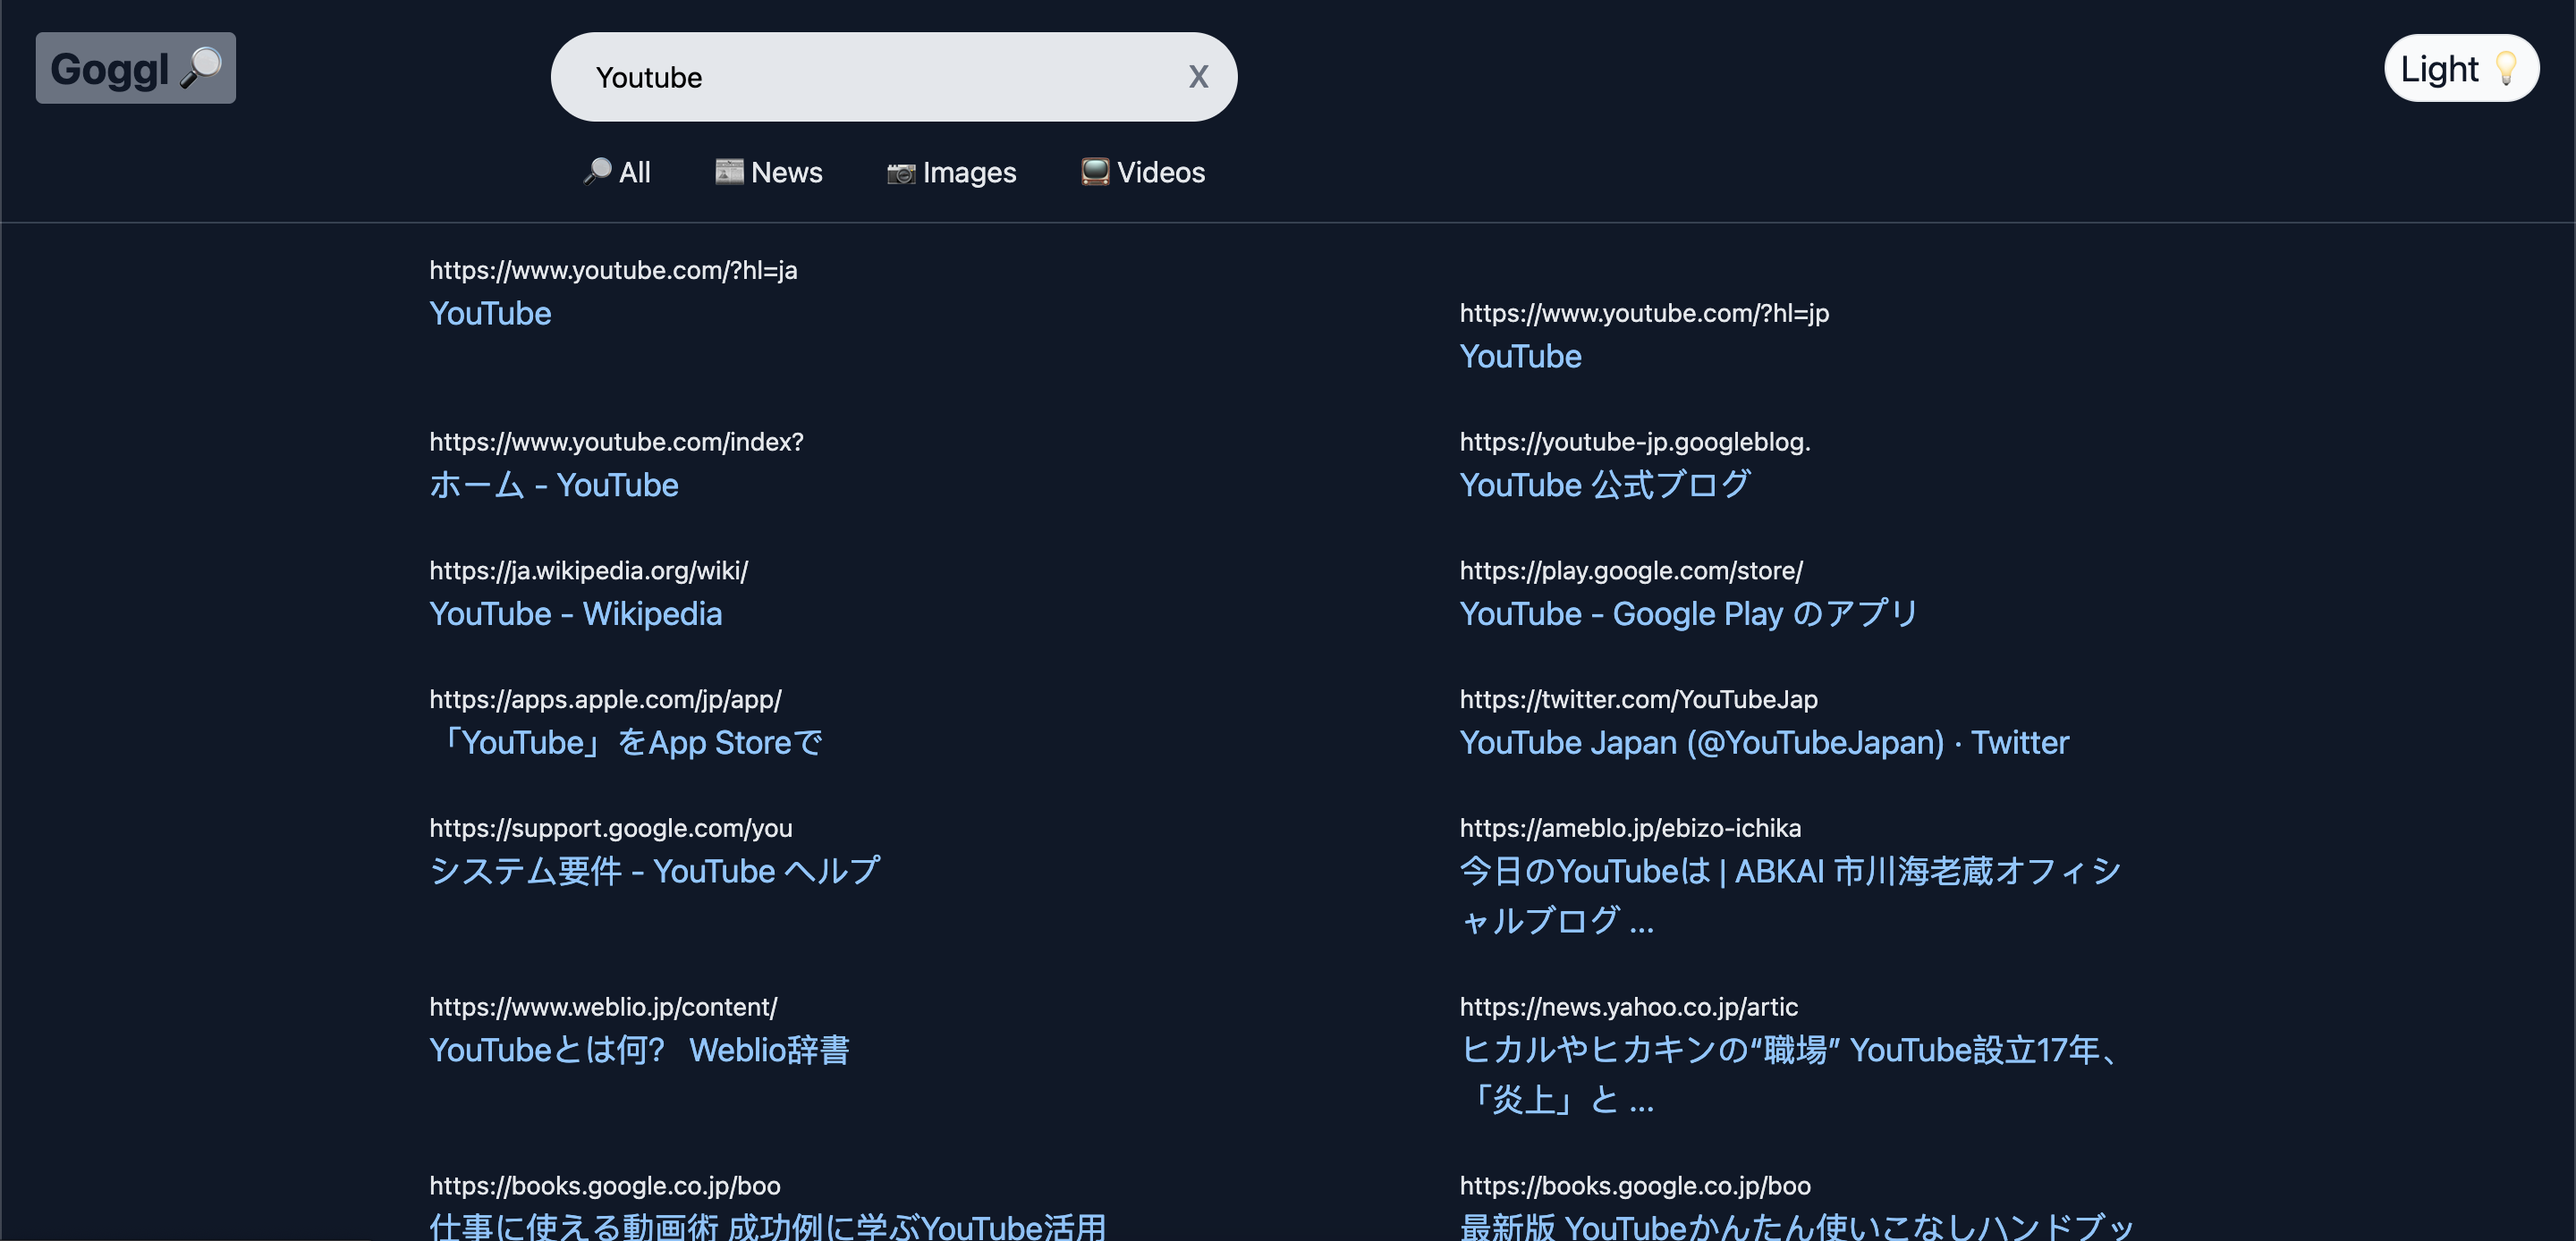 Goggl
Youtube
X
Light
All
News
Images
Videos
https://www.youtube.com/?hl=ja
YouTube
https://www.youtube.com/?hl=jp
YouTube
https://www.youtube.com/index?
ホーム - YouTube
https://youtube-jp.googleblog.
YouTube 公式ブログ
https://ja.wikipedia.org/wiki/
YouTube - Wikipedia
https://play.google.com/store/
YouTube - Google Play のアプリ
https://apps.apple.com/jp/app/
「YouTube」をApp Storeで
https://twitter.com/YouTubeJap
YouTube Japan (@YouTubeJapan) · Twitter
https://support.google.com/you
システム要件 - YouTube ヘルプ
https://ameblo.jp/ebizo-ichika
今日のYouTubeは | ABKAI 市川海老蔵オフィシ
ャルブログ ...
https://www.weblio.jp/content/
YouTubeとは何? Weblio辞書
https://news.yahoo.co.jp/artic
ヒカルやヒカキンの“職場” YouTube設立17年、
「炎上」と ...
https://books.google.co.jp/boo
仕事に使える動画術 成功例に学ぶYouTube活用
https://books.google.co.jp/boo
最新版 YouTubeかんたん使いこなしハンドブッ